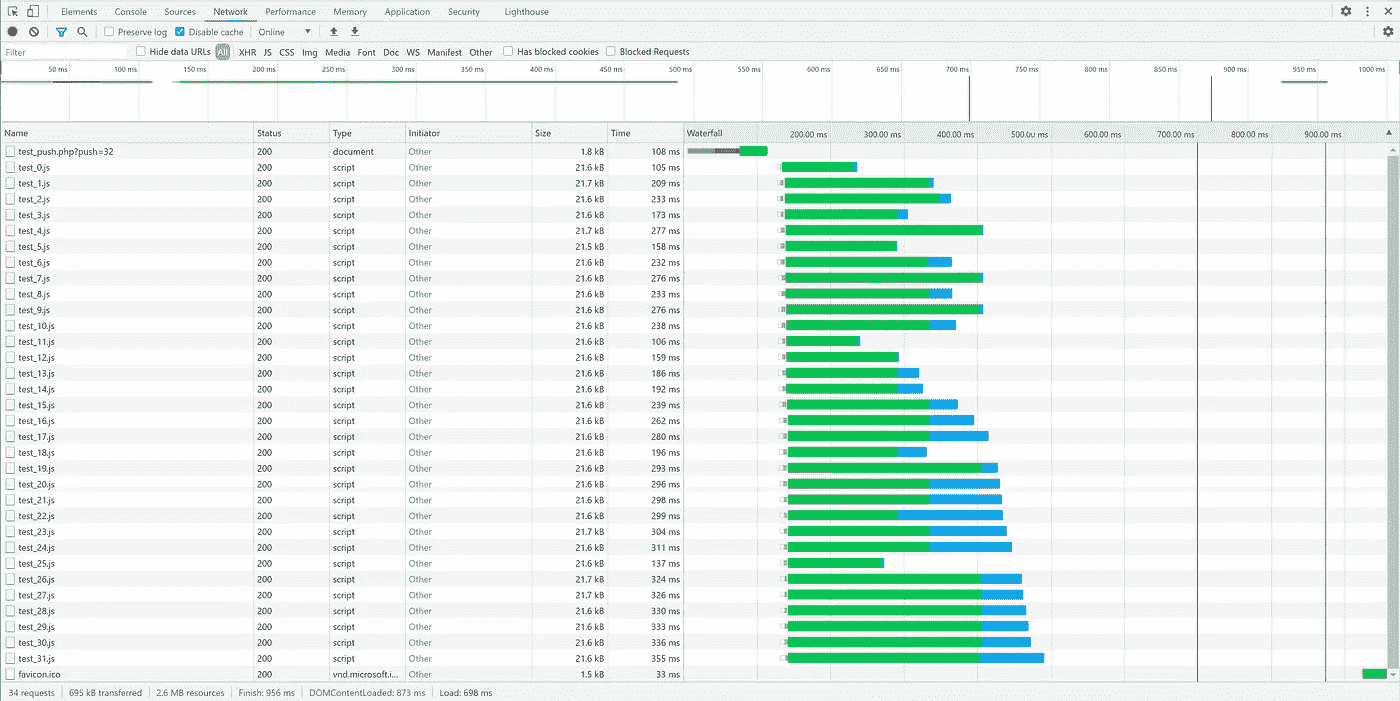 Elements Console Sources Network Performance Memory Application Security Lighthouse
Preserve log Disable cache Online
Filter Hide data URLs All XHR JS CSS Img Media Font Doc WS Manifest Other Has blocked cookies Blocked Requests
50 ms 100 ms 150 ms 200 ms 250 ms 300 ms 350 ms 400 ms 450 ms 500 ms 550 ms 600 ms 650 ms 700 ms 750 ms 800 ms 850 ms 900 ms 950 ms 1000 ms
Name Status Type Initiator Size Time Waterfall 200.00 ms 300.00 ms 400.00 ms 500.00 ms 600.00 ms 700.00 ms 800.00 ms 900.00 ms
test_push.php?push=32 200 document Other 1.8 kB 108 ms
test_0.js 200 script Other 21.6 kB 105 ms
test_1.js 200 script Other 21.7 kB 209 ms
test_2.js 200 script Other 21.6 kB 233 ms
test_3.js 200 script Other 21.6 kB 173 ms
test_4.js 200 script Other 21.7 kB 277 ms
test_5.js 200 script Other 21.5 kB 158 ms
test_6.js 200 script Other 21.6 kB 232 ms
test_7.js 200 script Other 21.6 kB 276 ms
test_8.js 200 script Other 21.6 kB 233 ms
test_9.js 200 script Other 21.6 kB 276 ms
test_10.js 200 script Other 21.6 kB 238 ms
test_11.js 200 script Other 21.6 kB 106 ms
test_12.js 200 script Other 21.6 kB 159 ms
test_13.js 200 script Other 21.6 kB 186 ms
test_14.js 200 script Other 21.6 kB 192 ms
test_15.js 200 script Other 21.6 kB 239 ms
test_16.js 200 script Other 21.6 kB 262 ms
test_17.js 200 script Other 21.6 kB 280 ms
test_18.js 200 script Other 21.6 kB 196 ms
test_19.js 200 script Other 21.6 kB 293 ms
test_20.js 200 script Other 21.6 kB 296 ms
test_21.js 200 script Other 21.6 kB 298 ms
test_22.js 200 script Other 21.6 kB 299 ms
test_23.js 200 script Other 21.7 kB 304 ms
test_24.js 200 script Other 21.6 kB 311 ms
test_25.js 200 script Other 21.6 kB 137 ms
test_26.js 200 script Other 21.7 kB 324 ms
test_27.js 200 script Other 21.7 kB 326 ms
test_28.js 200 script Other 21.6 kB 330 ms
test_29.js 200 script Other 21.6 kB 333 ms
test_30.js 200 script Other 21.6 kB 336 ms
test_31.js 200 script Other 21.6 kB 355 ms
favicon.ico 200 vnd.microsoft.i... Other 1.5 kB 33 ms
34 requests 695 kB transferred 2.6 MB resources Finish: 956 ms DOMContentLoaded: 873 ms Load: 698 ms